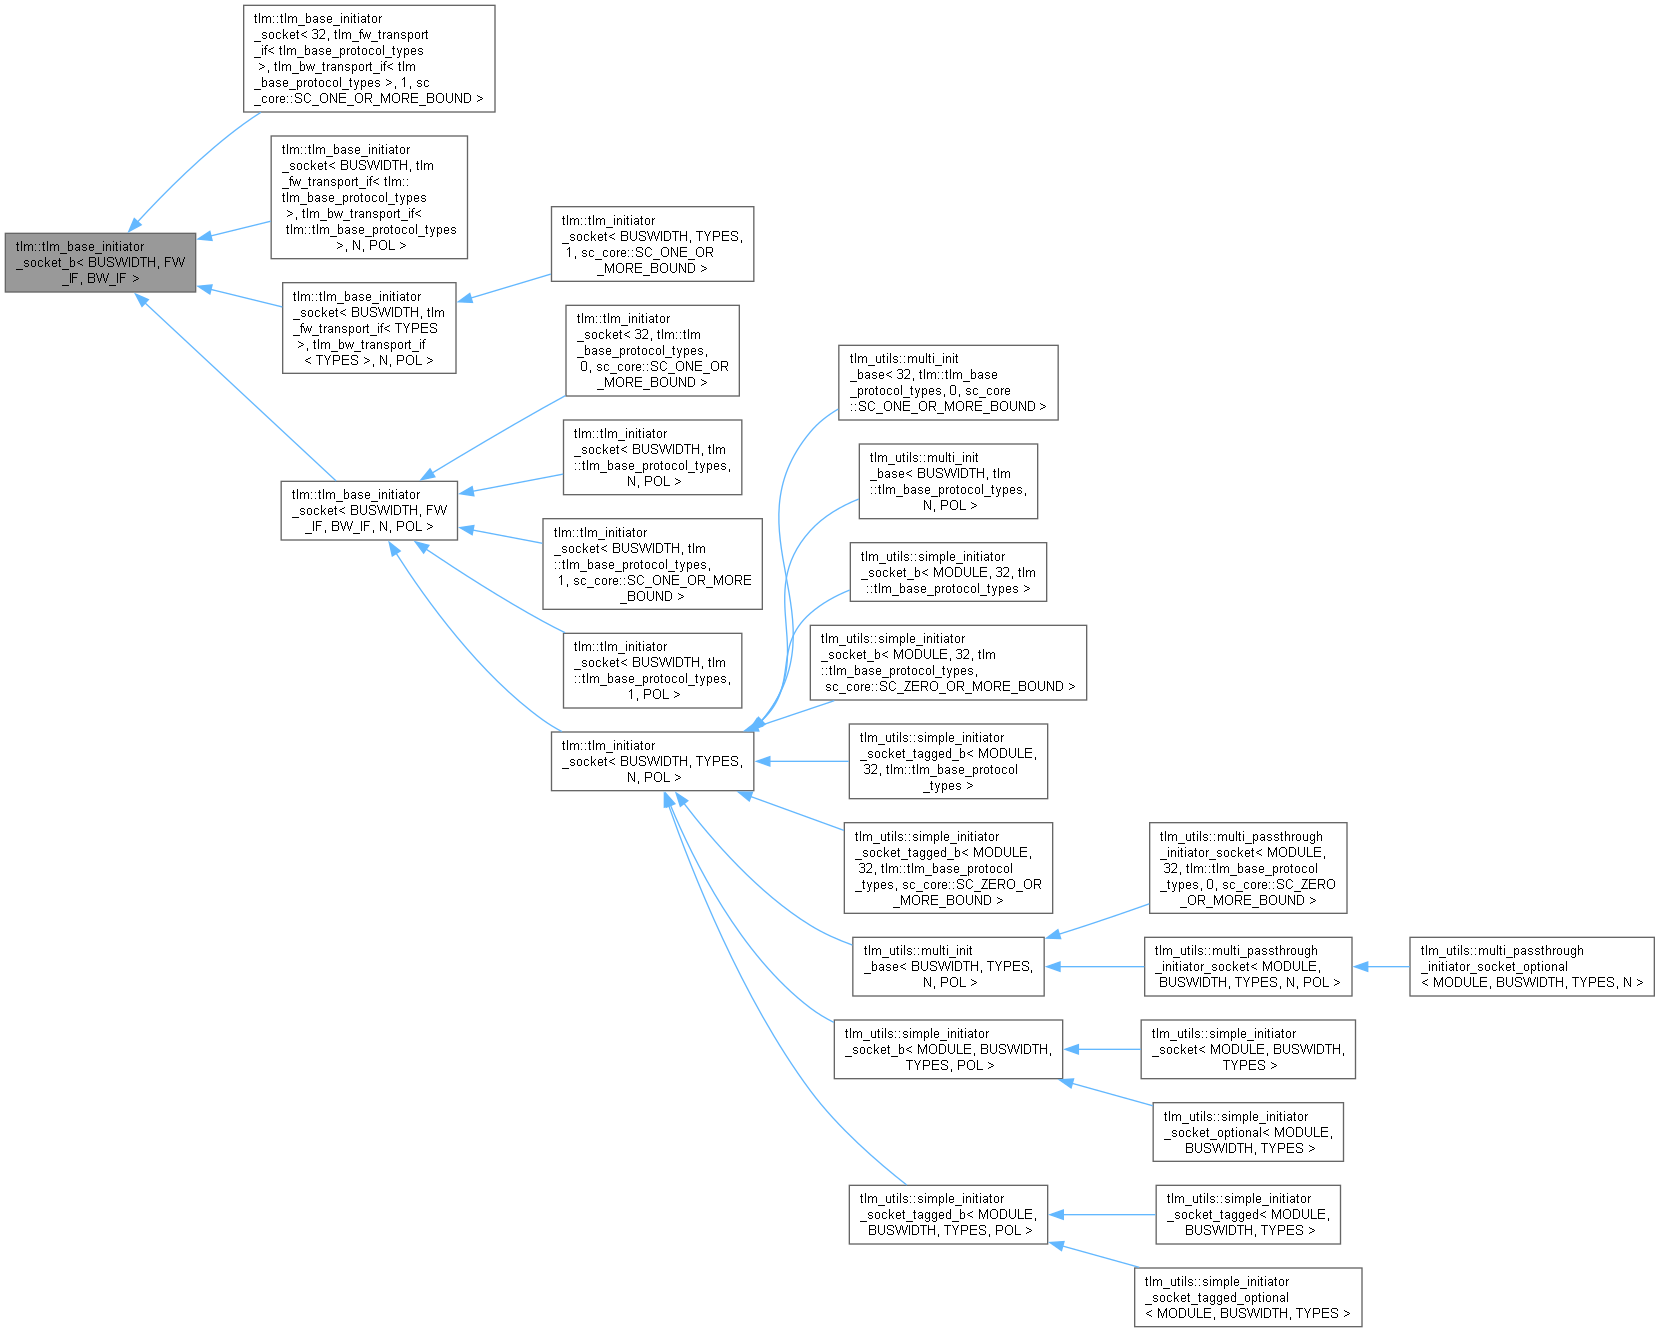 tlm::tlm_base_initiator
_socket< 32, tlm_fw_transport
_if< tlm_base_protocol_types
>, tlm_bw_transport_if< tlm
_base_protocol_types >, 1, sc
_core::SC_ONE_OR_MORE_BOUND >
tlm::tlm_base_initiator
_socket< BUSWIDTH, tlm
_fw_transport_if< tlm::
tlm_base_protocol_types
>, tlm_bw_transport_if<
tlm::tlm_base_protocol_types
>, N, POL >
tlm::tlm_base_initiator
_socket_b< BUSWIDTH, FW
_IF, BW_IF >
tlm::tlm_initiator
_socket< BUSWIDTH, TYPES,
1, sc_core::SC_ONE_OR
_MORE_BOUND >
tlm::tlm_base_initiator
_socket< BUSWIDTH, tlm
_fw_transport_if< TYPES
>, tlm_bw_transport_if
< TYPES >, N, POL >
tlm::tlm_initiator
_socket< 32, tlm::tlm
_base_protocol_types,
0, sc_core::SC_ONE_OR
_MORE_BOUND >
tlm_utils::multi_init
_base< 32, tlm::tlm_base
_protocol_types, 0, sc_core
::SC_ONE_OR_MORE_BOUND >
tlm::tlm_initiator
_socket< BUSWIDTH, tlm
::tlm_base_protocol_types,
N, POL >
tlm_utils::multi_init
_base< BUSWIDTH, tlm
::tlm_base_protocol_types,
N, POL >
tlm::tlm_base_initiator
_socket< BUSWIDTH, FW
_IF, BW_IF, N, POL >
tlm::tlm_initiator
_socket< BUSWIDTH, tlm
::tlm_base_protocol_types,
1, sc_core::SC_ONE_OR_MORE
_BOUND >
tlm_utils::simple_initiator
_socket_b< MODULE, 32, tlm
::tlm_base_protocol_types >
tlm::tlm_initiator
_socket< BUSWIDTH, tlm
::tlm_base_protocol_types,
1, POL >
tlm_utils::simple_initiator
_socket_b< MODULE, 32, tlm
::tlm_base_protocol_types,
sc_core::SC_ZERO_OR_MORE_BOUND >
tlm::tlm_initiator
_socket< BUSWIDTH, TYPES,
N, POL >
tlm_utils::simple_initiator
_socket_tagged_b< MODULE,
32, tlm::tlm_base_protocol
_types >
tlm_utils::simple_initiator
_socket_tagged_b< MODULE,
32, tlm::tlm_base_protocol
_types, sc_core::SC_ZERO_OR
_MORE_BOUND >
tlm_utils::multi_passthrough
_initiator_socket< MODULE,
32, tlm::tlm_base_protocol
_types, 0, sc_core::SC_ZERO
_OR_MORE_BOUND >
tlm_utils::multi_init
_base< BUSWIDTH, TYPES,
N, POL >
tlm_utils::multi_passthrough
_initiator_socket< MODULE,
BUSWIDTH, TYPES, N, POL >
tlm_utils::multi_passthrough
_initiator_socket_optional
< MODULE, BUSWIDTH, TYPES, N >
tlm_utils::simple_initiator
_socket_b< MODULE, BUSWIDTH,
TYPES, POL >
tlm_utils::simple_initiator
_socket< MODULE, BUSWIDTH,
TYPES >
tlm_utils::simple_initiator
_socket_optional< MODULE,
BUSWIDTH, TYPES >
tlm_utils::simple_initiator
_socket_tagged_b< MODULE,
BUSWIDTH, TYPES, POL >
tlm_utils::simple_initiator
_socket_tagged< MODULE,
BUSWIDTH, TYPES >
tlm_utils::simple_initiator
_socket_tagged_optional
< MODULE, BUSWIDTH, TYPES >